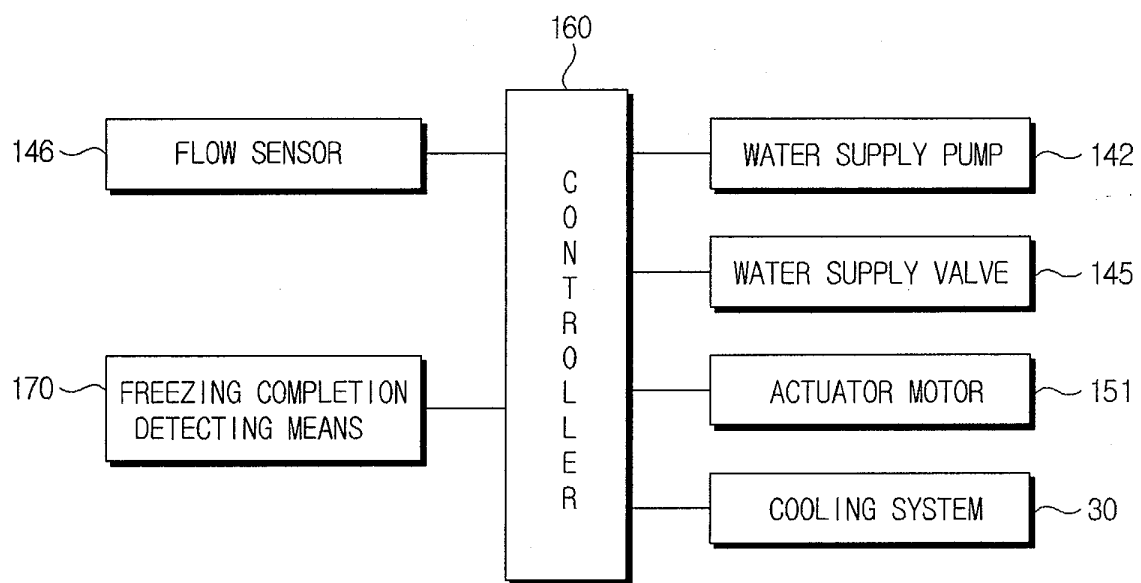 160
146
FLOW SENSOR
170
FREEZING COMPLETION
DETECTING MEANS
CONTROLLER
WATER SUPPLY PUMP
142
WATER SUPPLY VALVE
145
ACTUATOR MOTOR
151
COOLING SYSTEM
30